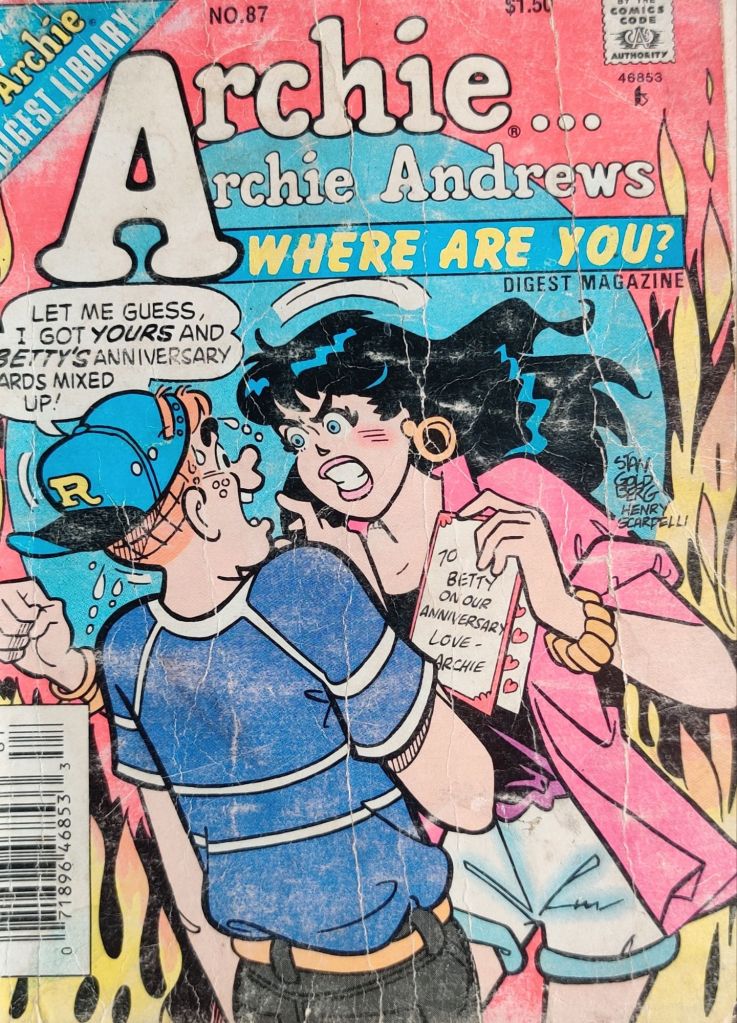 Archie
DIGEST LIBRARY
NO.87
$1.50
BY THE
COMICS
CODE
AUTHORITY
46853
Archie®...
Archie Andrews
WHERE ARE YOU?
DIGEST MAGAZINE
LET ME GUESS,
I GOT YOURS AND
BETTY'S ANNIVERSARY
ARDS MIXED
UP!
R
STAN
GOLD
BERG
HENRY
SCARPELLI
TO
BETTY
ON OUR
ANNIVERSARY
LOVE-
ARCHIE
0 71896 46853 3